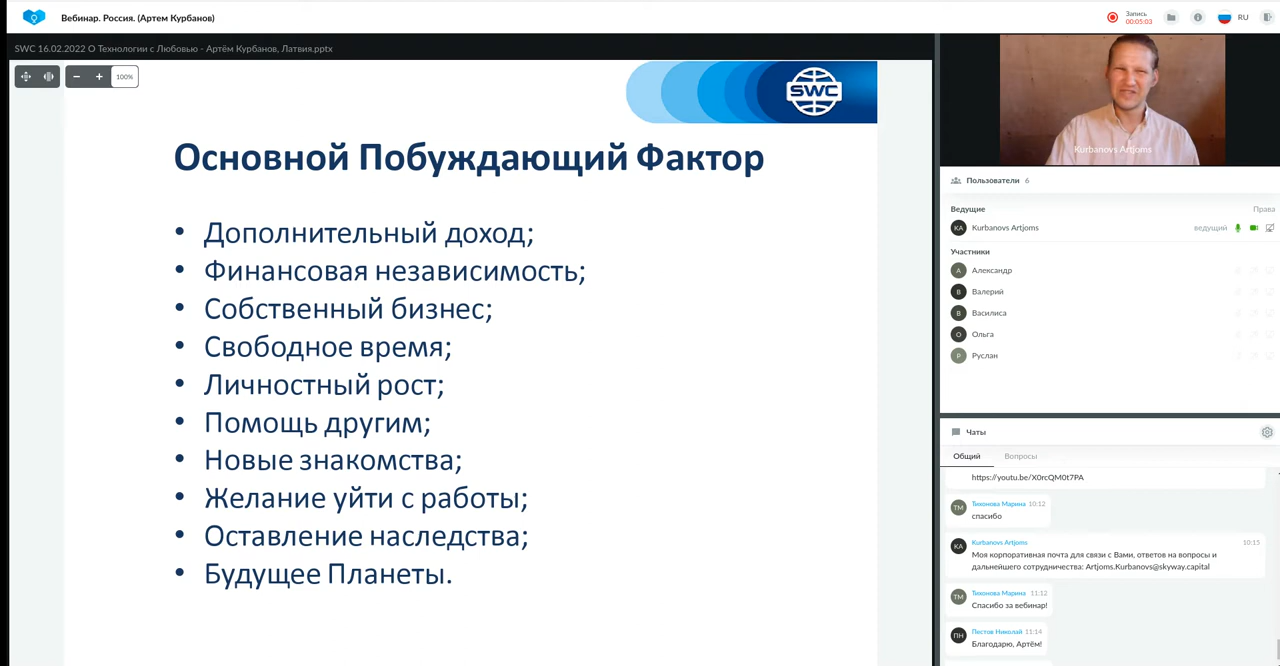 Вебинар. Россия. (Артем Курбанов)
Запись
00:05:03
RU
SWC 16.02.2022 О Технологии с Любовью - Артём Курбанов, Латвия.pptx
100%
SWC
Основной Побуждающий Фактор
• Дополнительный доход;
• Финансовая независимость;
• Собственный бизнес;
• Свободное время;
• Личностный рост;
• Помощь другим;
• Новые знакомства;
• Желание уйти с работы;
• Оставление наследства;
• Будущее Планеты.
Kurbanovs Artjoms
Пользователи 6
Ведущие Права
KA Kurbanovs Artjoms ведущий
Участники
А Александр
В Валерий
В Василиса
О Ольга
Р Руслан
Чаты
Общий Вопросы
https://youtu.be/X0rcQM0t7PA
ТМ Тихонова Марина 10:12
спасибо
KA Kurbanovs Artjoms 10:15
Моя корпоративная почта для связи с Вами, ответов на вопросы и
дальнейшего сотрудничества: Artjoms.Kurbanovs@skyway.capital
ТМ Тихонова Марина 11:12
Спасибо за вебинар!
ПН Пестов Николай 11:14
Благодарю, Артём!